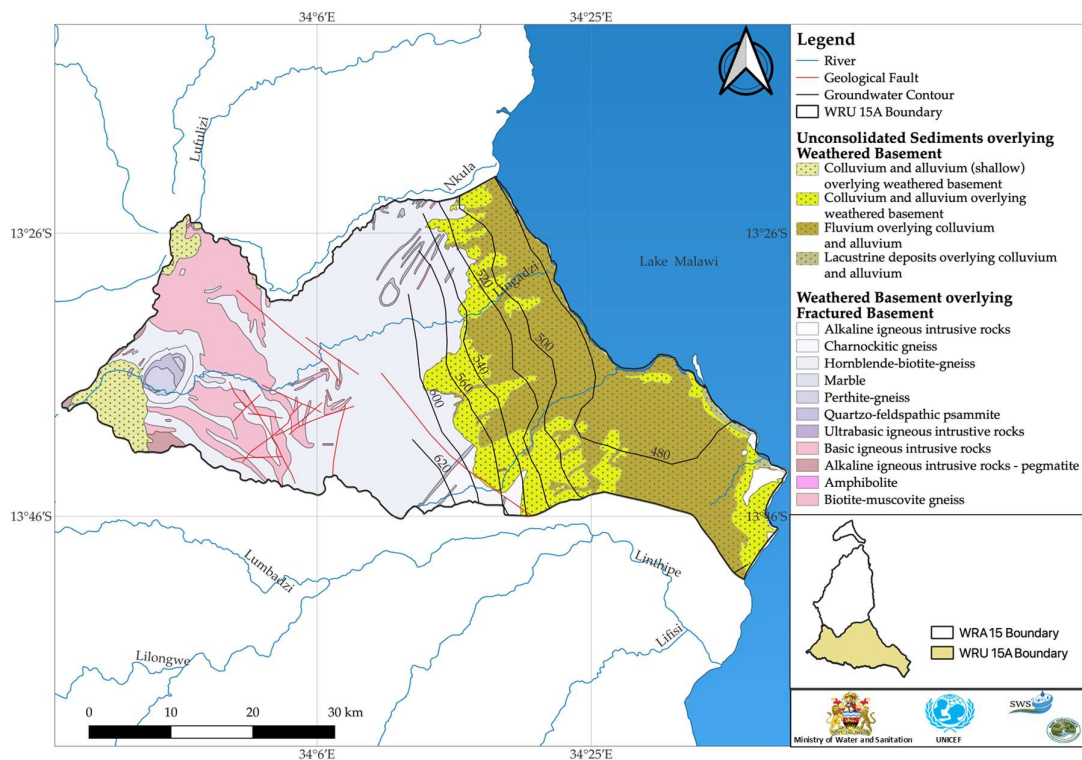 34°6′E
34°25′E
Lufulizi
Nkula
13°26′S
13°26′S
Lake Malawi
Lingadzi
520
500
540
560
600
620
480
13°46′S
13°46′S
Lumbadzi
Linthipe
Lifisi
Lilongwe
0 10 20 30 km
34°6′E
34°25′E
Legend
River
Geological Fault
Groundwater Contour
WRU 15A Boundary
Unconsolidated Sediments overlying
Weathered Basement
Colluvium and alluvium (shallow)
overlying weathered basement
Colluvium and alluvium overlying
weathered basement
Fluvium overlying colluvium
and alluvium
Lacustrine deposits overlying colluvium
and alluvium
Weathered Basement overlying
Fractured Basement
Alkaline igneous intrusive rocks
Charnockitic gneiss
Hornblende-biotite-gneiss
Marble
Perthite-gneiss
Quartzo-feldspathic psammite
Ultrabasic igneous intrustive rocks
Basic igneous intrusive rocks
Alkaline igneous intrusive rocks - pegmatite
Amphibolite
Biotite-muscovite gneiss
WRA 15 Boundary
WRU 15A Boundary
Ministry of Water and Sanitation
UNICEF
SWS